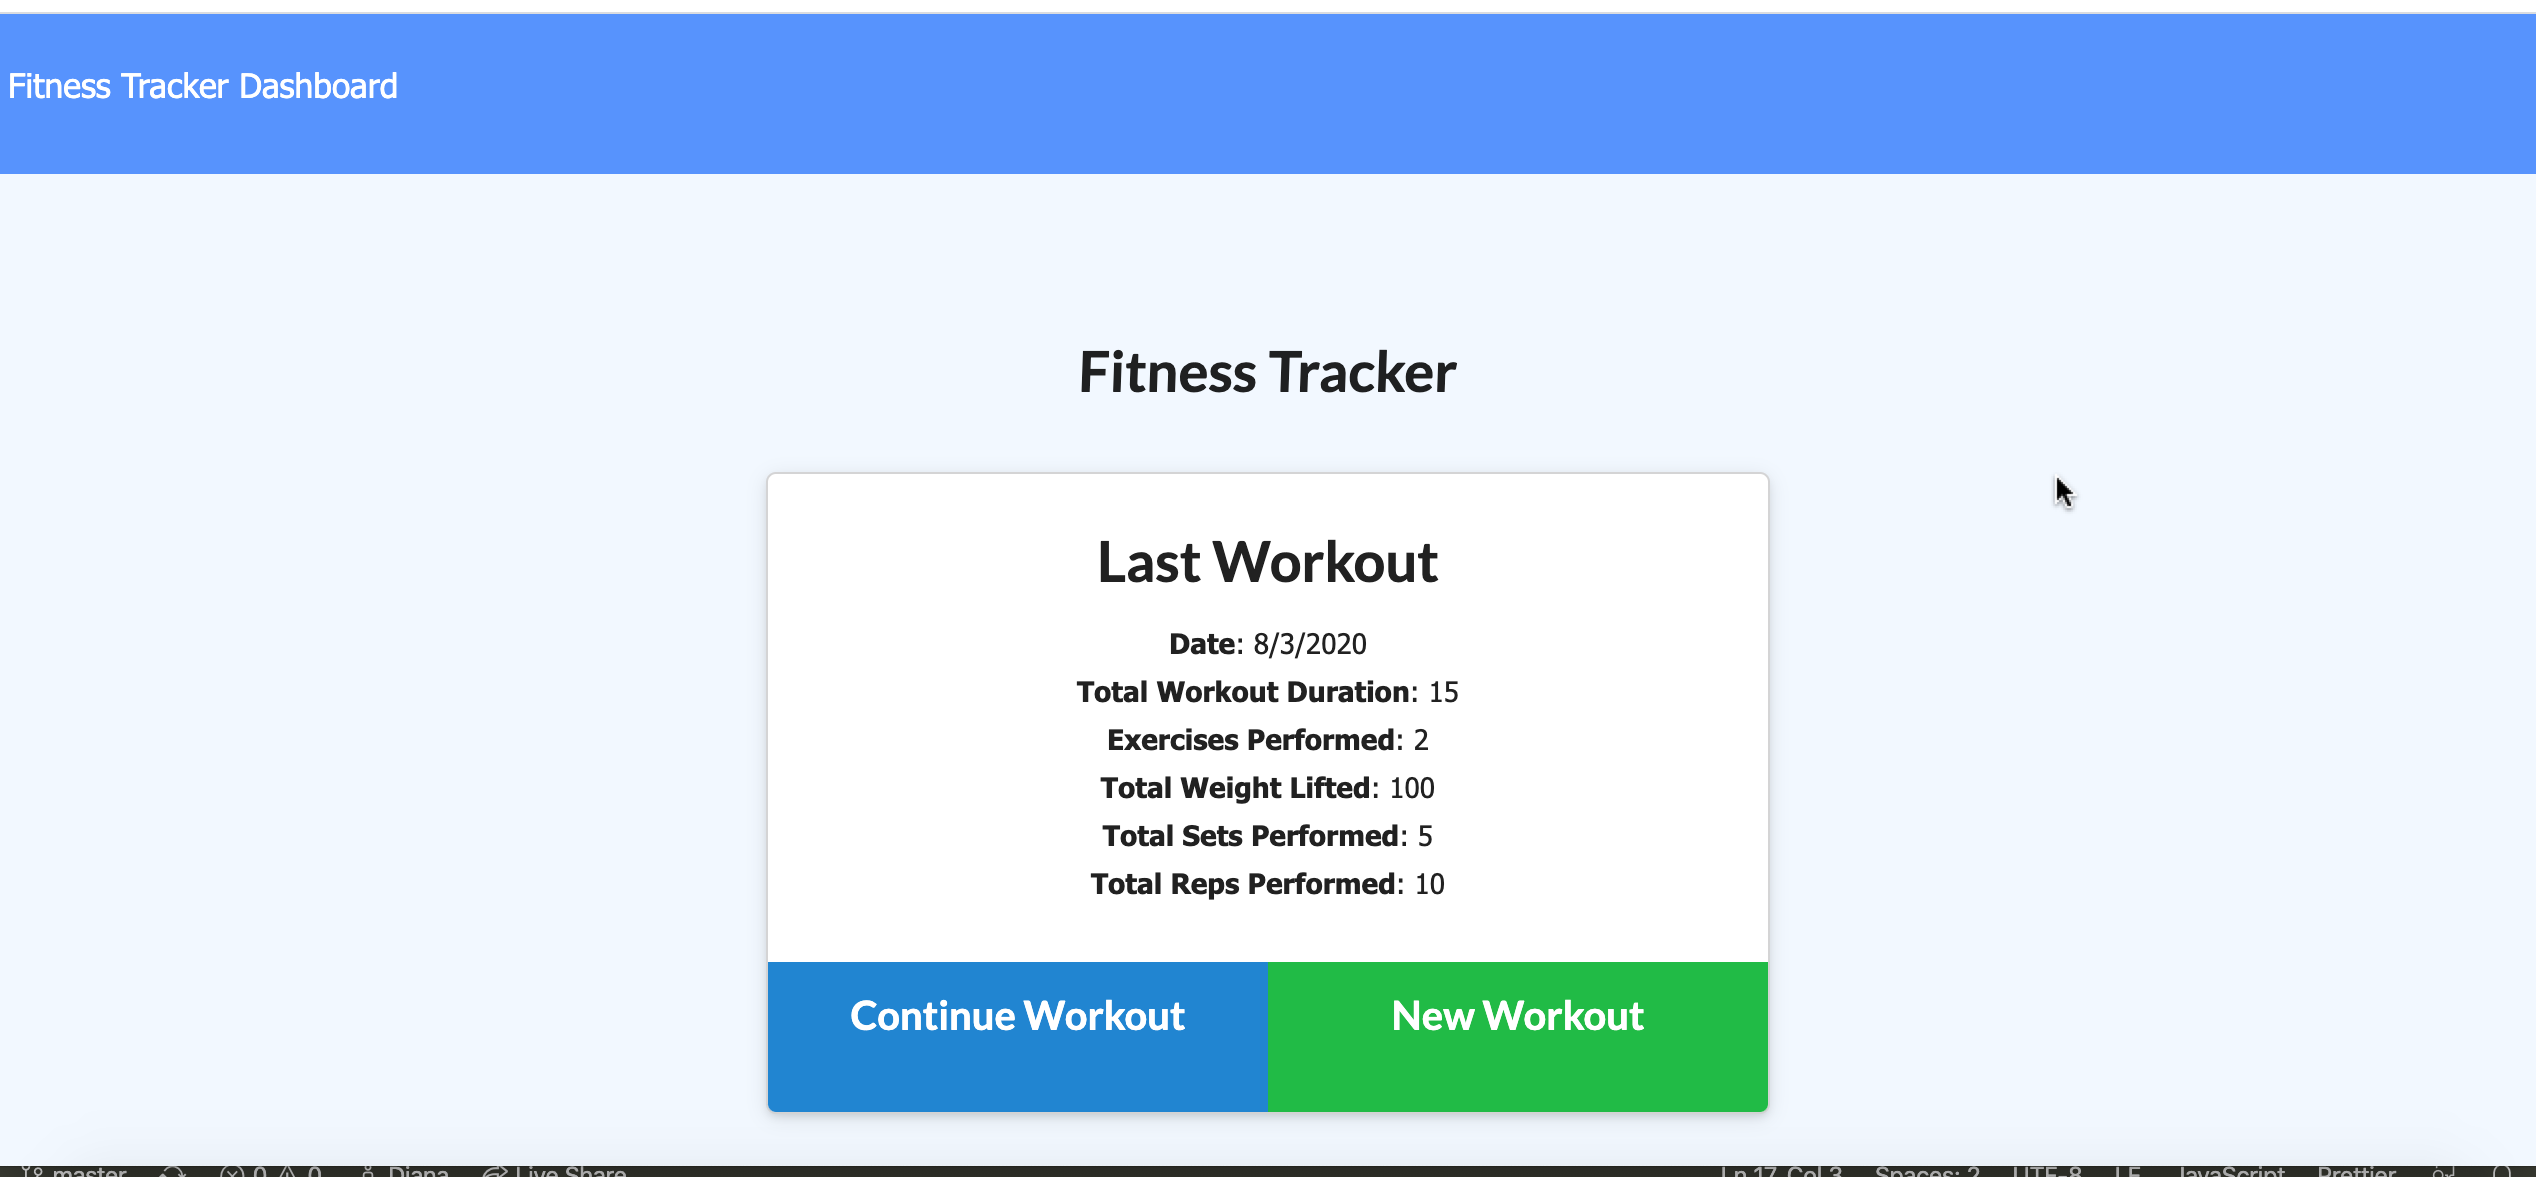 Fitness Tracker Dashboard
Fitness Tracker
Last Workout
Date: 8/3/2020
Total Workout Duration: 15
Exercises Performed: 2
Total Weight Lifted: 100
Total Sets Performed: 5
Total Reps Performed: 10
Continue Workout New Workout
master 0 0 Diana Live Share Ln 17, Col 3 Spaces: 2 UTF-8 LF JavaScript Prettier